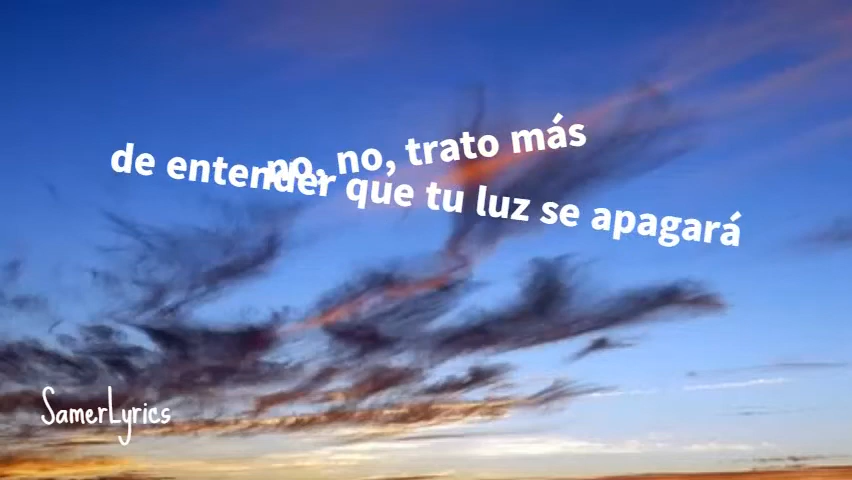 no, no, trato más
de entender que tu luz se apagará
SamerLyrics